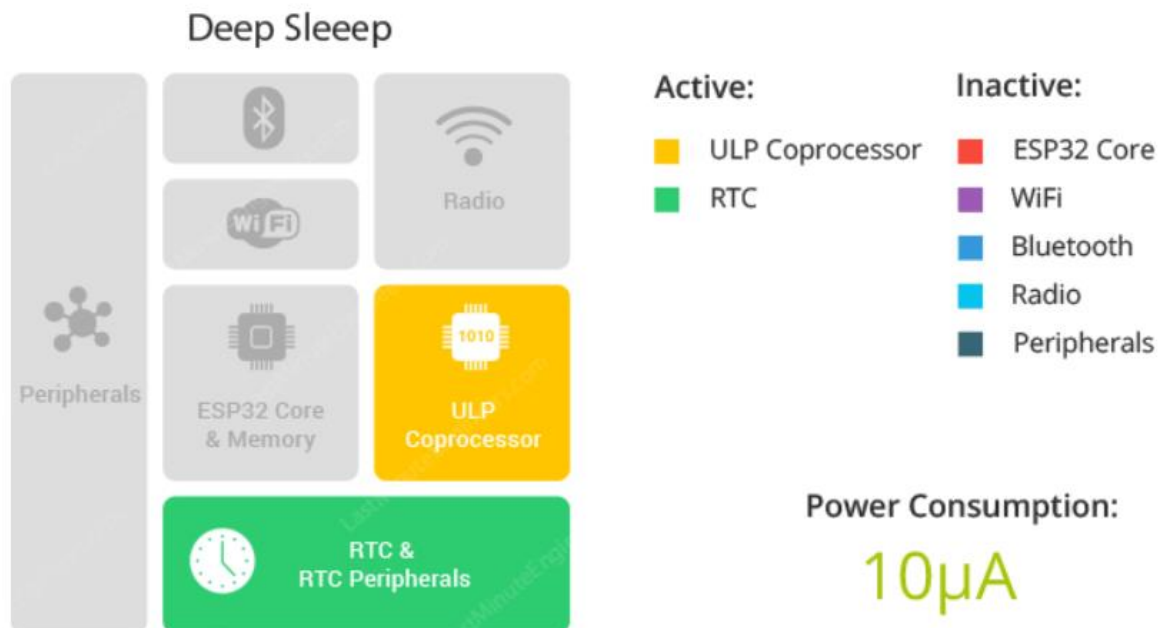 Deep Sleeep
Peripherals
WiFi
Radio
ESP32 Core
& Memory
1010
ULP
Coprocessor
RTC &
RTC Peripherals
Active:
ULP Coprocessor
RTC
Inactive:
ESP32 Core
WiFi
Bluetooth
Radio
Peripherals
Power Consumption:
10µA